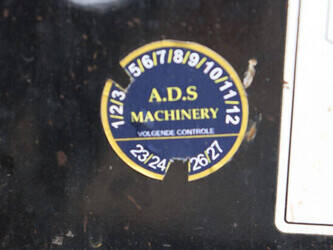 1/2/3
5/6/7/8/9/10/11/12
A.D.S
MACHINERY
VOLGENDE CONTROLE
23/24
26/27